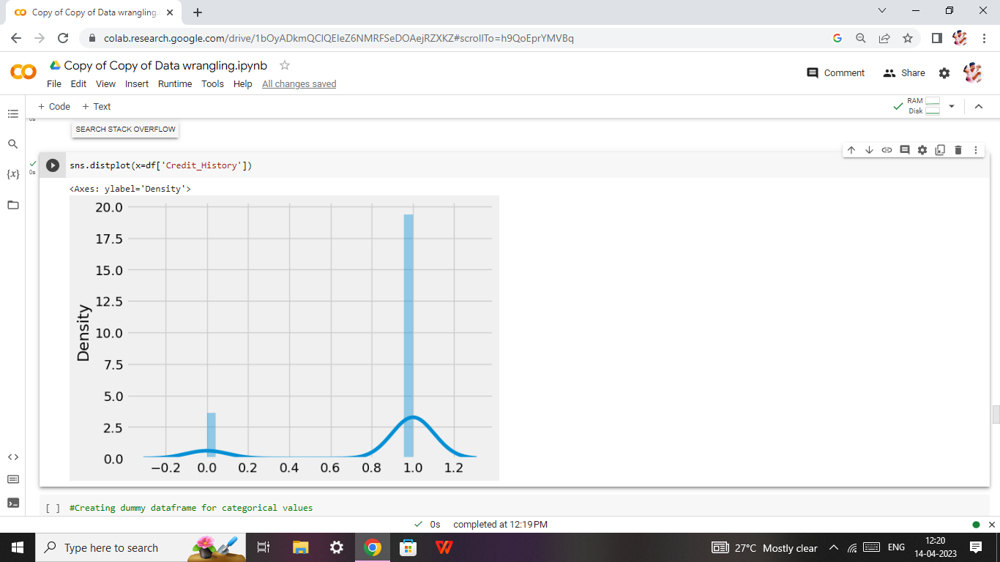 Copy of Copy of Data wrangling.
colab.research.google.com/drive/1bOyADkmQClQEIeZ6NMRFSeDOAejRZXKZ#scrollTo=h9QoEprYMVBq
Copy of Copy of Data wrangling.ipynb
Comment
Share
File Edit View Insert Runtime Tools Help All changes saved
+ Code + Text
RAM
Disk
0s
SEARCH STACK OVERFLOW
{x}
0s
sns.distplot(x=df['Credit_History'])
<Axes: ylabel='Density'>
20.0
17.5
15.0
12.5
10.0
7.5
5.0
2.5
0.0
Density
−0.2 0.0 0.2 0.4 0.6 0.8 1.0 1.2
[ ] #Creating dummy dataframe for categorical values
0s completed at 12:19 PM
Type here to search
27°C Mostly clear
ENG
12:20
14-04-2023